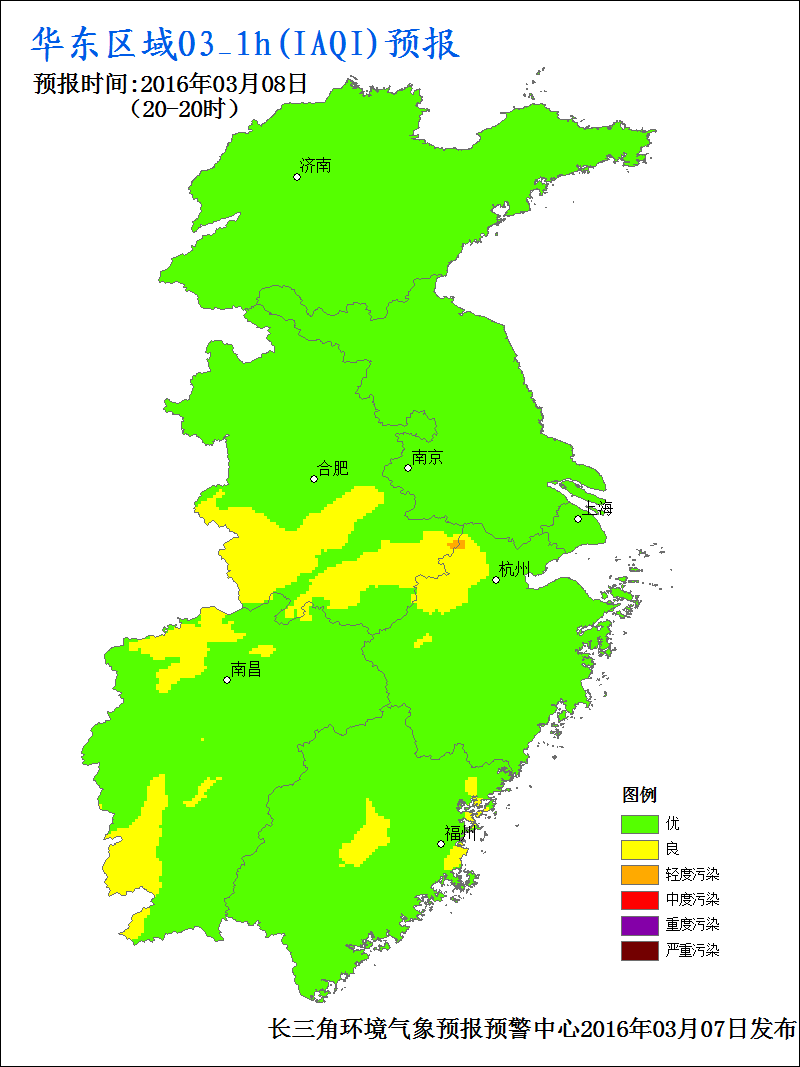 华东区域O3_1h(IAQI)预报
预报时间:2016年03月08日
（20-20时）
济南
南京
合肥
上海
杭州
南昌
福州
图例
优
良
轻度污染
中度污染
重度污染
严重污染
长三角环境气象预报预警中心2016年03月07日发布